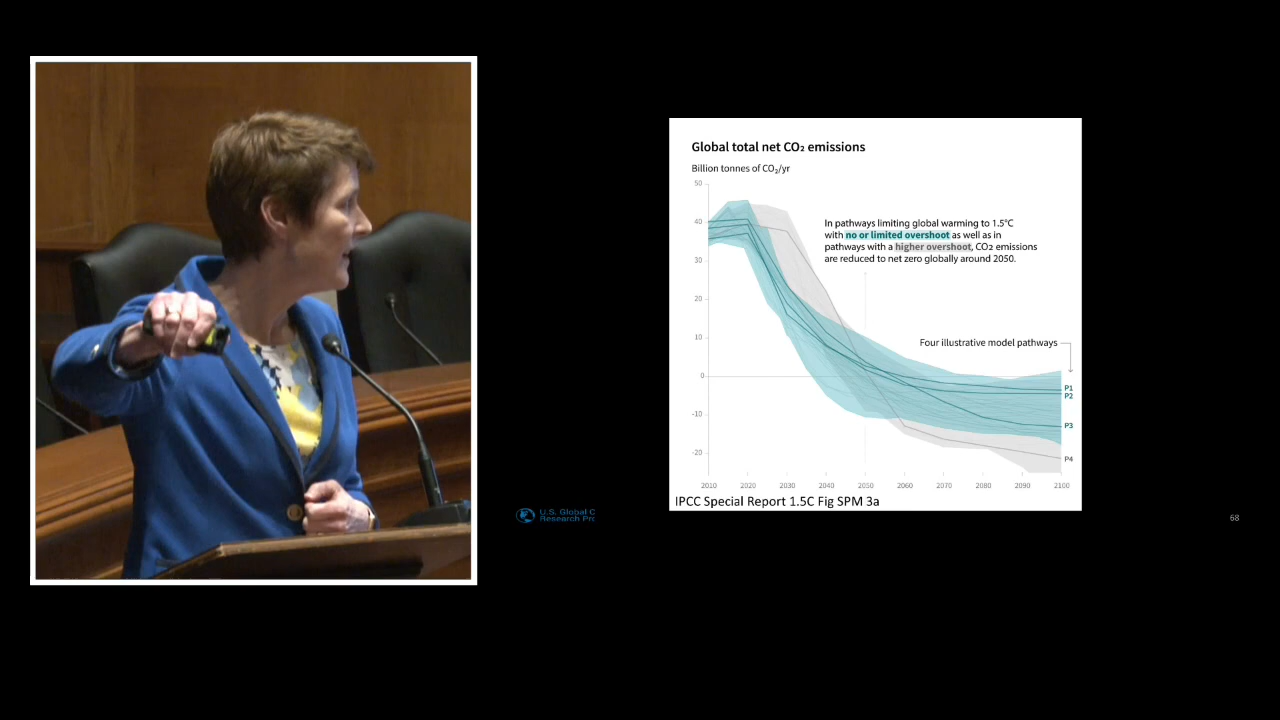 Global total net CO₂ emissions
Billion tonnes of CO₂/yr
50
40
30
20
10
0
-10
-20
In pathways limiting global warming to 1.5°C
with no or limited overshoot as well as in
pathways with a higher overshoot, CO2 emissions
are reduced to net zero globally around 2050.
Four illustrative model pathways
P1
P2
P3
P4
2010 2020 2030 2040 2050 2060 2070 2080 2090 2100
IPCC Special Report 1.5C Fig SPM 3a
U.S. Global C
Research Pr
68